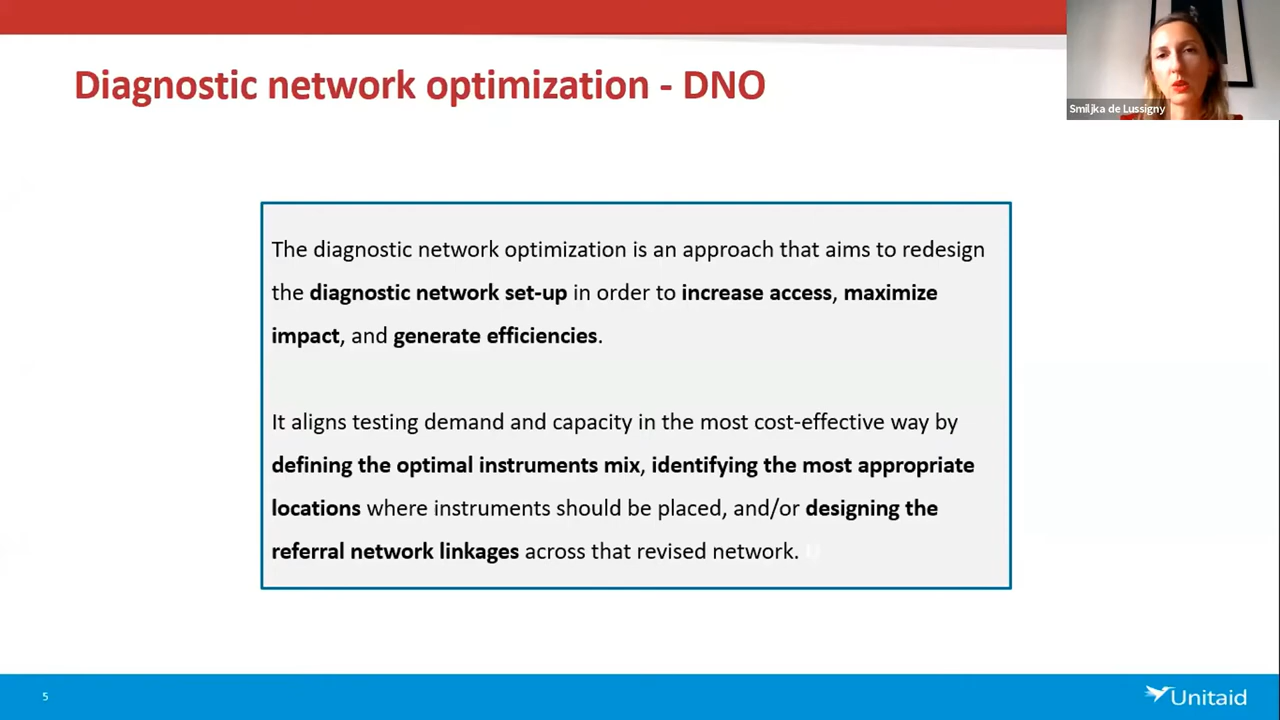 Diagnostic network optimization - DNO
Smiljka de Lussigny
The diagnostic network optimization is an approach that aims to redesign
the diagnostic network set-up in order to increase access, maximize
impact, and generate efficiencies.
It aligns testing demand and capacity in the most cost-effective way by
defining the optimal instruments mix, identifying the most appropriate
locations where instruments should be placed, and/or designing the
referral network linkages across that revised network.
5
Unitaid